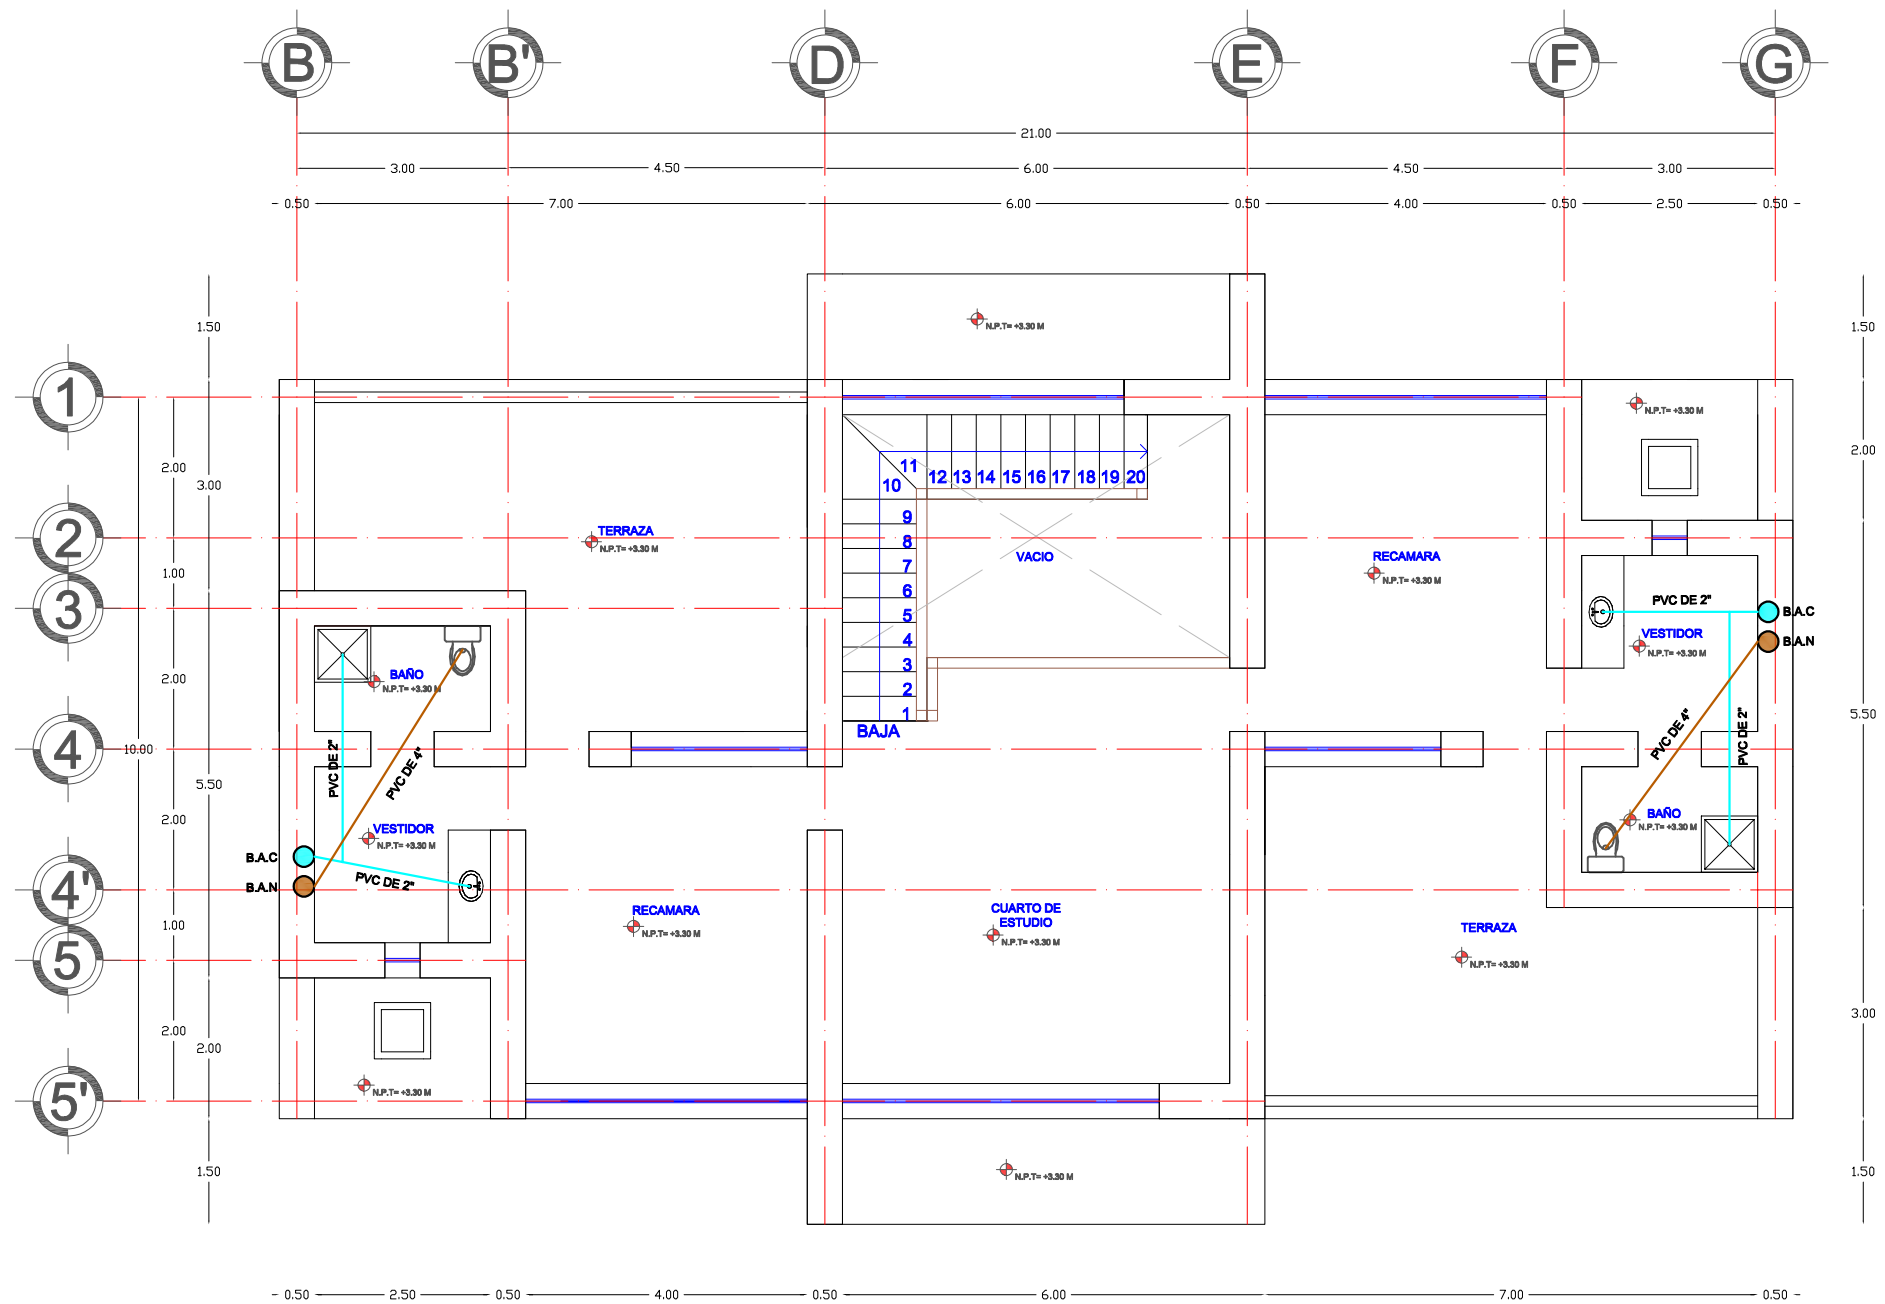 B B' D E F G
21.00
3.00 4.50 6.00 4.50 3.00
0.50 7.00 6.00 0.50 4.00 0.50 2.50 0.50
1.50 1.50
N.P.T= +3.30 M
1
N.P.T= +3.30 M
2.00
2.00
3.00
11
10
12 13 14 15 16 17 18 19 20
9
8
7
6
5
4
3
2
1
BAJA
2
TERRAZA
N.P.T= +3.30 M
VACIO
RECAMARA
N.P.T= +3.30 M
1.00
3
PVC DE 2"
B.A.C
VESTIDOR
B.A.N
N.P.T= +3.30 M
BAÑO
N.P.T= +3.30 M
2.00
5.50
4
10.00
PVC DE 2"
PVC DE 4"
PVC DE 4"
PVC DE 2"
5.50
2.00
VESTIDOR
N.P.T= +3.30 M
BAÑO
N.P.T= +3.30 M
B.A.C
B.A.N
PVC DE 2"
4'
RECAMARA
N.P.T= +3.30 M
CUARTO DE
ESTUDIO
N.P.T= +3.30 M
TERRAZA
N.P.T= +3.30 M
1.00
5
2.00
2.00
3.00
N.P.T= +3.30 M
5'
1.50
N.P.T= +3.30 M
1.50
0.50 2.50 0.50 4.00 0.50 6.00 7.00 0.50